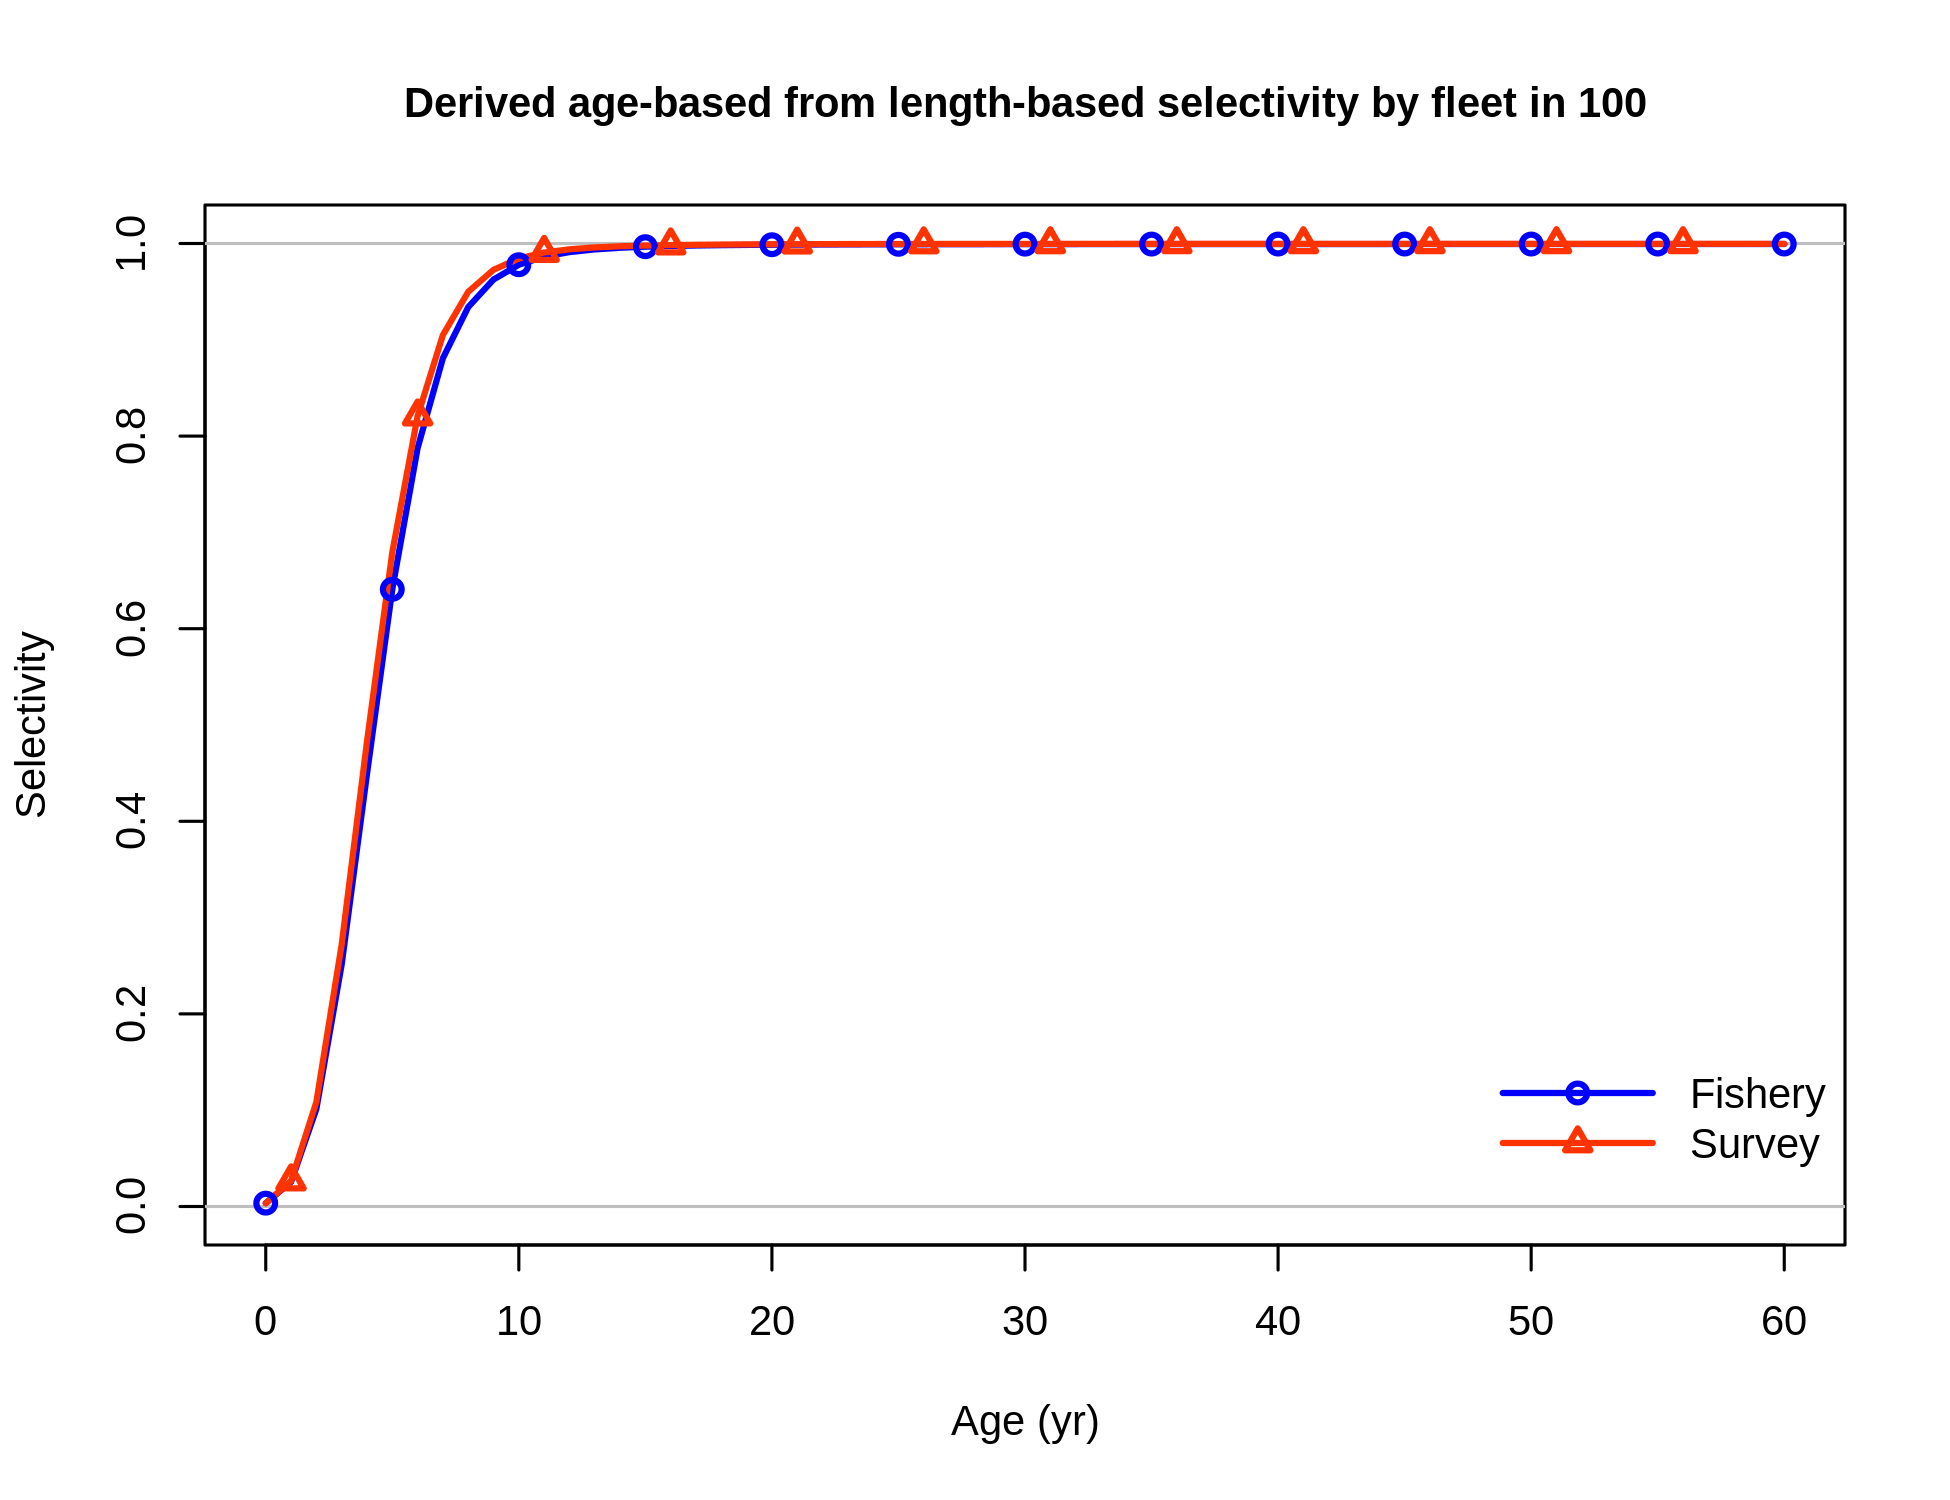 Derived age-based from length-based selectivity by fleet in 100
Selectivity
1.0
0.8
0.6
0.4
0.2
0.0
Fishery
Survey
0 10 20 30 40 50 60
Age (yr)